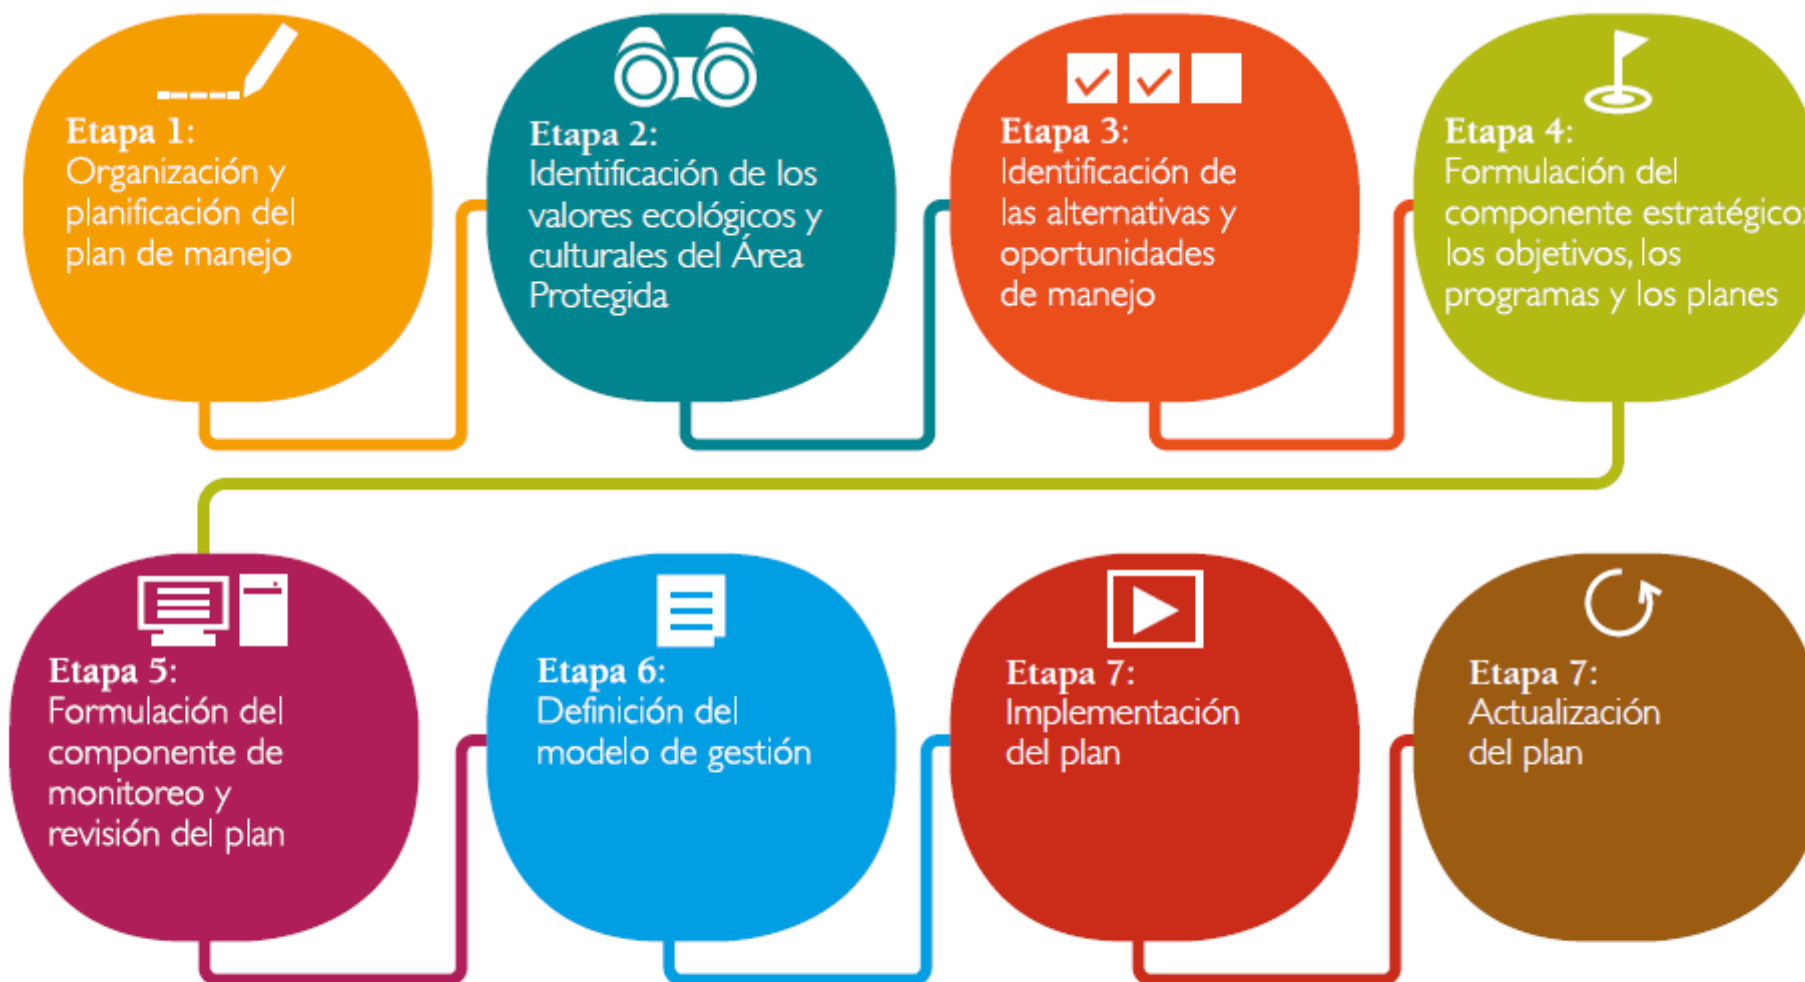 Etapa 1:
Organización y
planificación del
plan de manejo
Etapa 2:
Identificación de los
valores ecológicos y
culturales del Área
Protegida
Etapa 3:
Identificación de
las alternativas y
oportunidades
de manejo
Etapa 4:
Formulación del
componente estratégico:
los objetivos, los
programas y los planes
Etapa 5:
Formulación del
componente de
monitoreo y
revisión del plan
Etapa 6:
Definición del
modelo de gestión
Etapa 7:
Implementación
del plan
Etapa 7:
Actualización
del plan